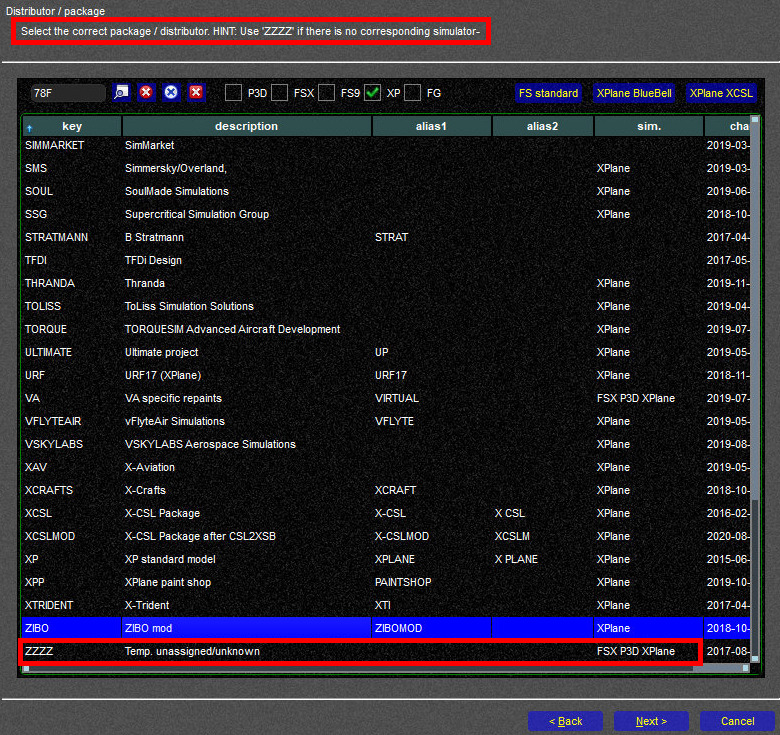 Distributor / package
Select the correct package / distributor. HINT: Use 'ZZZZ' if there is no corresponding simulator-
78F P3D FSX FS9 XP FG FS standard XPlane BlueBell XPlane XCSL
key description alias1 alias2 sim. cha
SIMMARKET SimMarket 2019-03-
SMS Simmersky/Overland, XPlane 2019-03-
SOUL SoulMade Simulations XPlane 2019-06-
SSG Supercritical Simulation Group XPlane 2018-10-
STRATMANN B Stratmann STRAT 2017-04-
TFDI TFDi Design 2017-05-
THRANDA Thranda XPlane 2019-11-
TOLISS ToLiss Simulation Solutions XPlane 2019-04-
TORQUE TORQUESIM Advanced Aircraft Development XPlane 2019-07-
ULTIMATE Ultimate project UP XPlane 2019-05-
URF URF17 (XPlane) URF17 XPlane 2018-11-
VA VA specific repaints VIRTUAL FSX P3D XPlane 2019-07-
VFLYTEAIR vFlyteAir Simulations VFLYTE XPlane 2019-05-
VSKYLABS VSKYLABS Aerospace Simulations XPlane 2019-08-
XAV X-Aviation XPlane 2019-05-
XCRAFTS X-Crafts XCRAFT XPlane 2018-10-
XCSL X-CSL Package X-CSL X CSL XPlane 2016-02-
XCSLMOD X-CSL Package after CSL2XSB X-CSLMOD XCSLM XPlane 2020-08-
XP XP standard model XPLANE X PLANE XPlane 2015-06-
XPP XPlane paint shop PAINTSHOP XPlane 2019-10-
XTRIDENT X-Trident XTI XPlane 2017-04-
ZIBO ZIBO mod ZIBOMOD XPlane 2018-10-
ZZZZ Temp. unassigned/unknown FSX P3D XPlane 2017-08-
< Back Next > Cancel